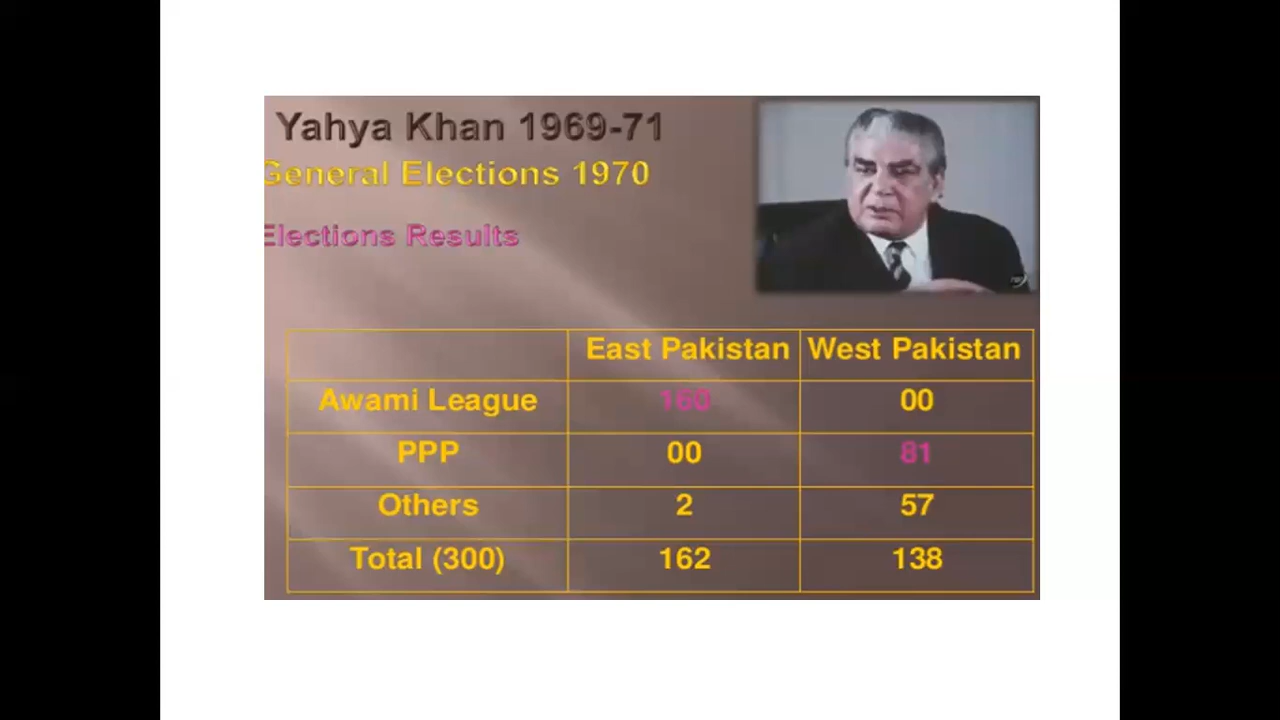 Yahya Khan 1969-71
General Elections 1970
Elections Results
East Pakistan West Pakistan
Awami League 160 00
PPP 00 81
Others 2 57
Total (300) 162 138